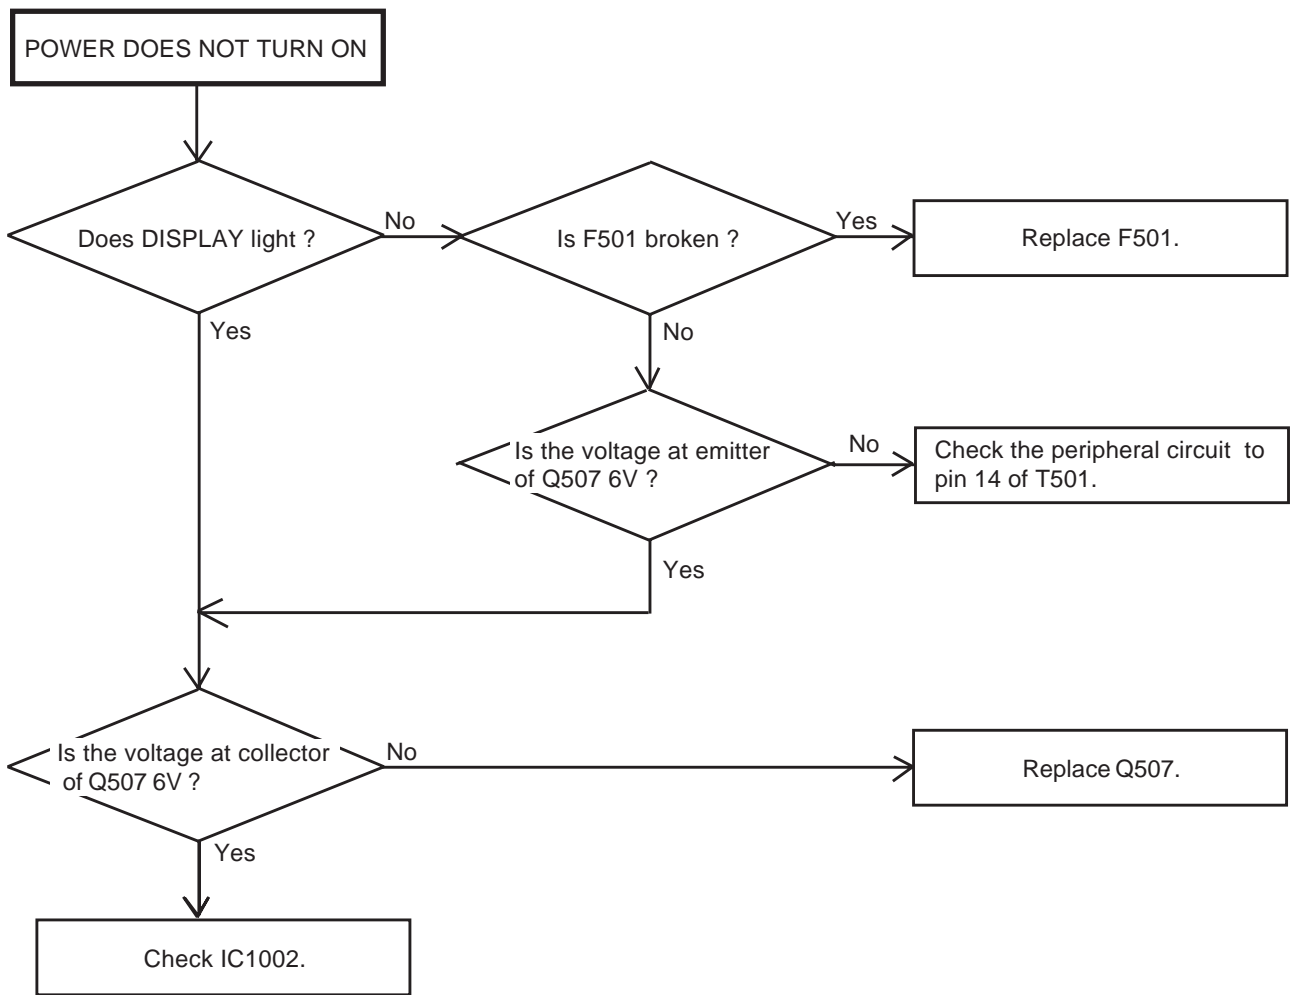 POWER DOES NOT TURN ON
Does DISPLAY light ?
No
Is F501 broken ?
Yes
Replace F501.
Yes
No
Is the voltage at emitter
of Q507 6V ?
No
Check the peripheral circuit to
pin 14 of T501.
Yes
Is the voltage at collector
of Q507 6V ?
No
Replace Q507.
Yes
Check IC1002.